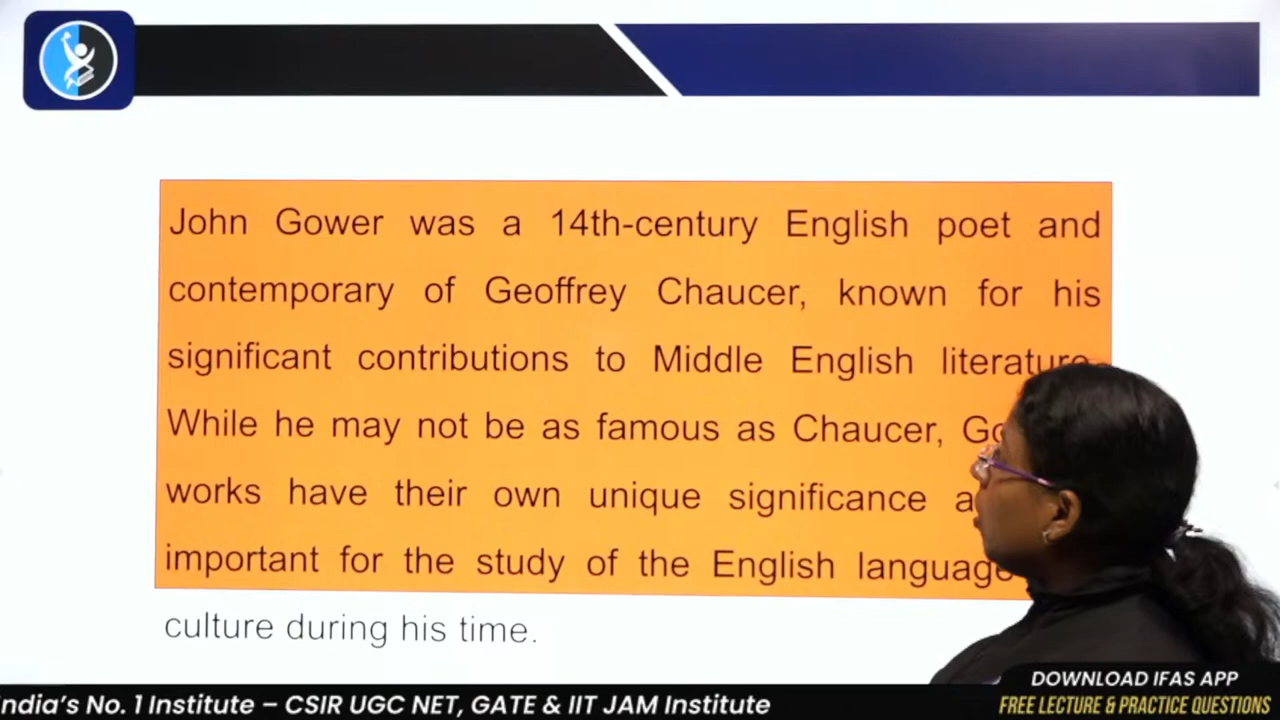 John Gower was a 14th-century English poet and
contemporary of Geoffrey Chaucer, known for his
significant contributions to Middle English literature.
While he may not be as famous as Chaucer,
works have their own unique significance
important for the study of the English language
culture during his time.
DOWNLOAD IFAS APP
India's No. 1 Institute – CSIR UGC NET, GATE & IIT JAM Institute
FREE LECTURE & PRACTICE QUESTIONS